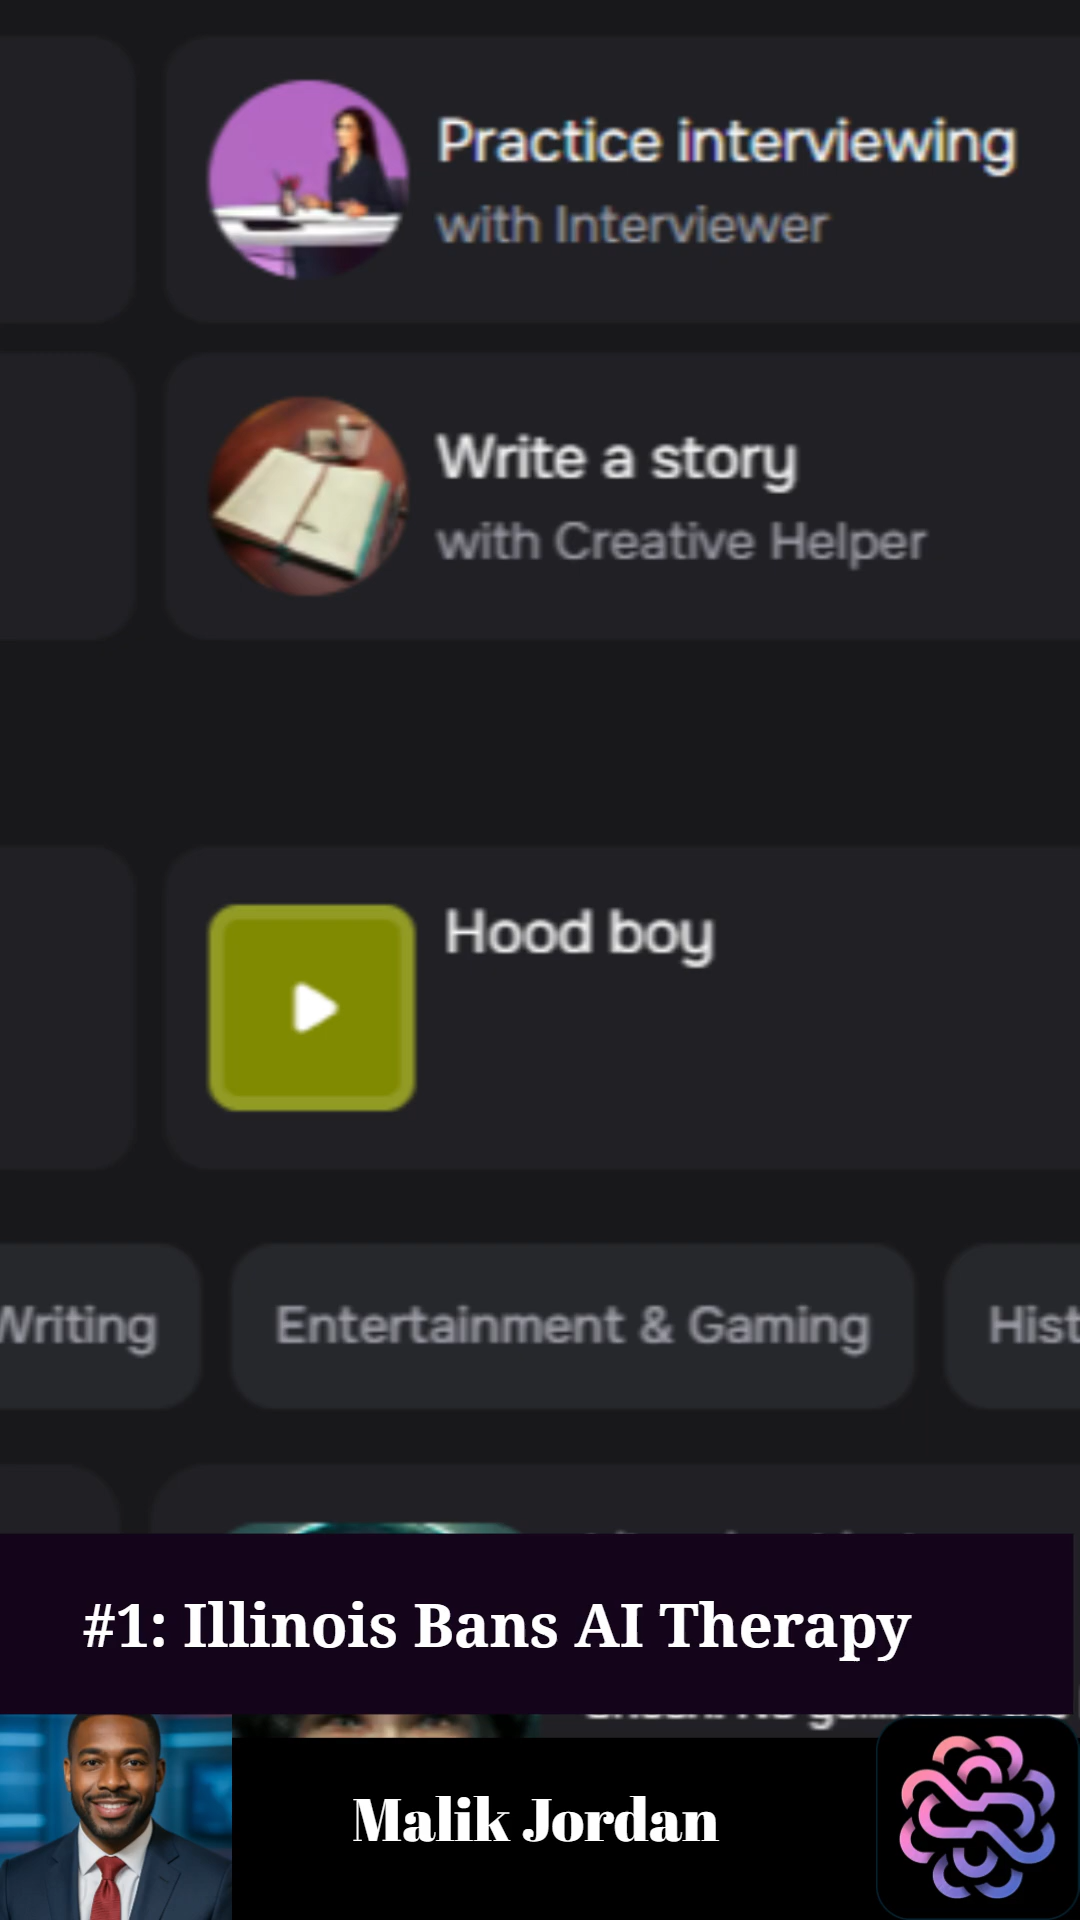 Practice interviewing
with Interviewer
Write a story
with Creative Helper
Hood boy
Writing
Entertainment & Gaming
Hist
#1: Illinois Bans AI Therapy
Malik Jordan